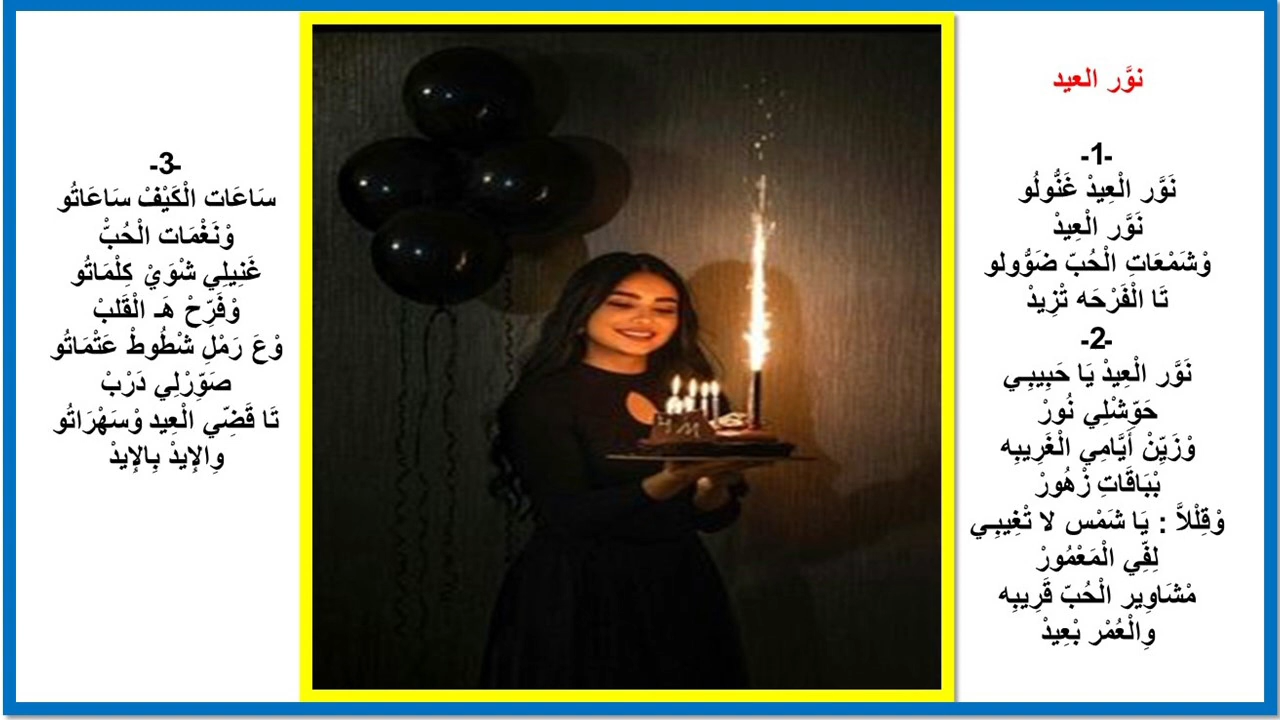 نوَّر العيد
-1-
نَوَّر الْعِيدْ غَنُّولُو
نَوَّر الْعِيدْ
وْشَمْعَاتِ الْحُبّ ضَوُّولو
تَا الْفَرْحَه تْزِيدْ
-2-
نَوَّر الْعِيدْ يَا حَبِيبِي
حَوِّشْلِي نُورْ
وْزَيِّنْ أَيَّامِي الْغَرِيبِه
بْبَاقَاتِ زْهُورْ
وْقِلْلاَّ : يَا شَمْس لا تْغِيبِي
لِفِّي الْمَعْمُورْ
مْشَاوِير الْحُبّ قَرِيبِه
وِالْعُمْر بْعِيدْ
-3-
سَاعَات الْكَيْفْ سَاعَاتُو
وْنَغْمَات الْحُبّْ
غَنِيلِي شْوَيْ كِلْمَاتُو
وْفَرِّحْ هَـ الْقَلبْ
وْعَ رَمْلِ شْطُوطْ عَتْمَاتُو
صَوِّرْلِي دَرْبْ
تَا قَضِّي الْعِيد وْسَهْرَاتُو
وِالإِيدْ بِالإِيدْ